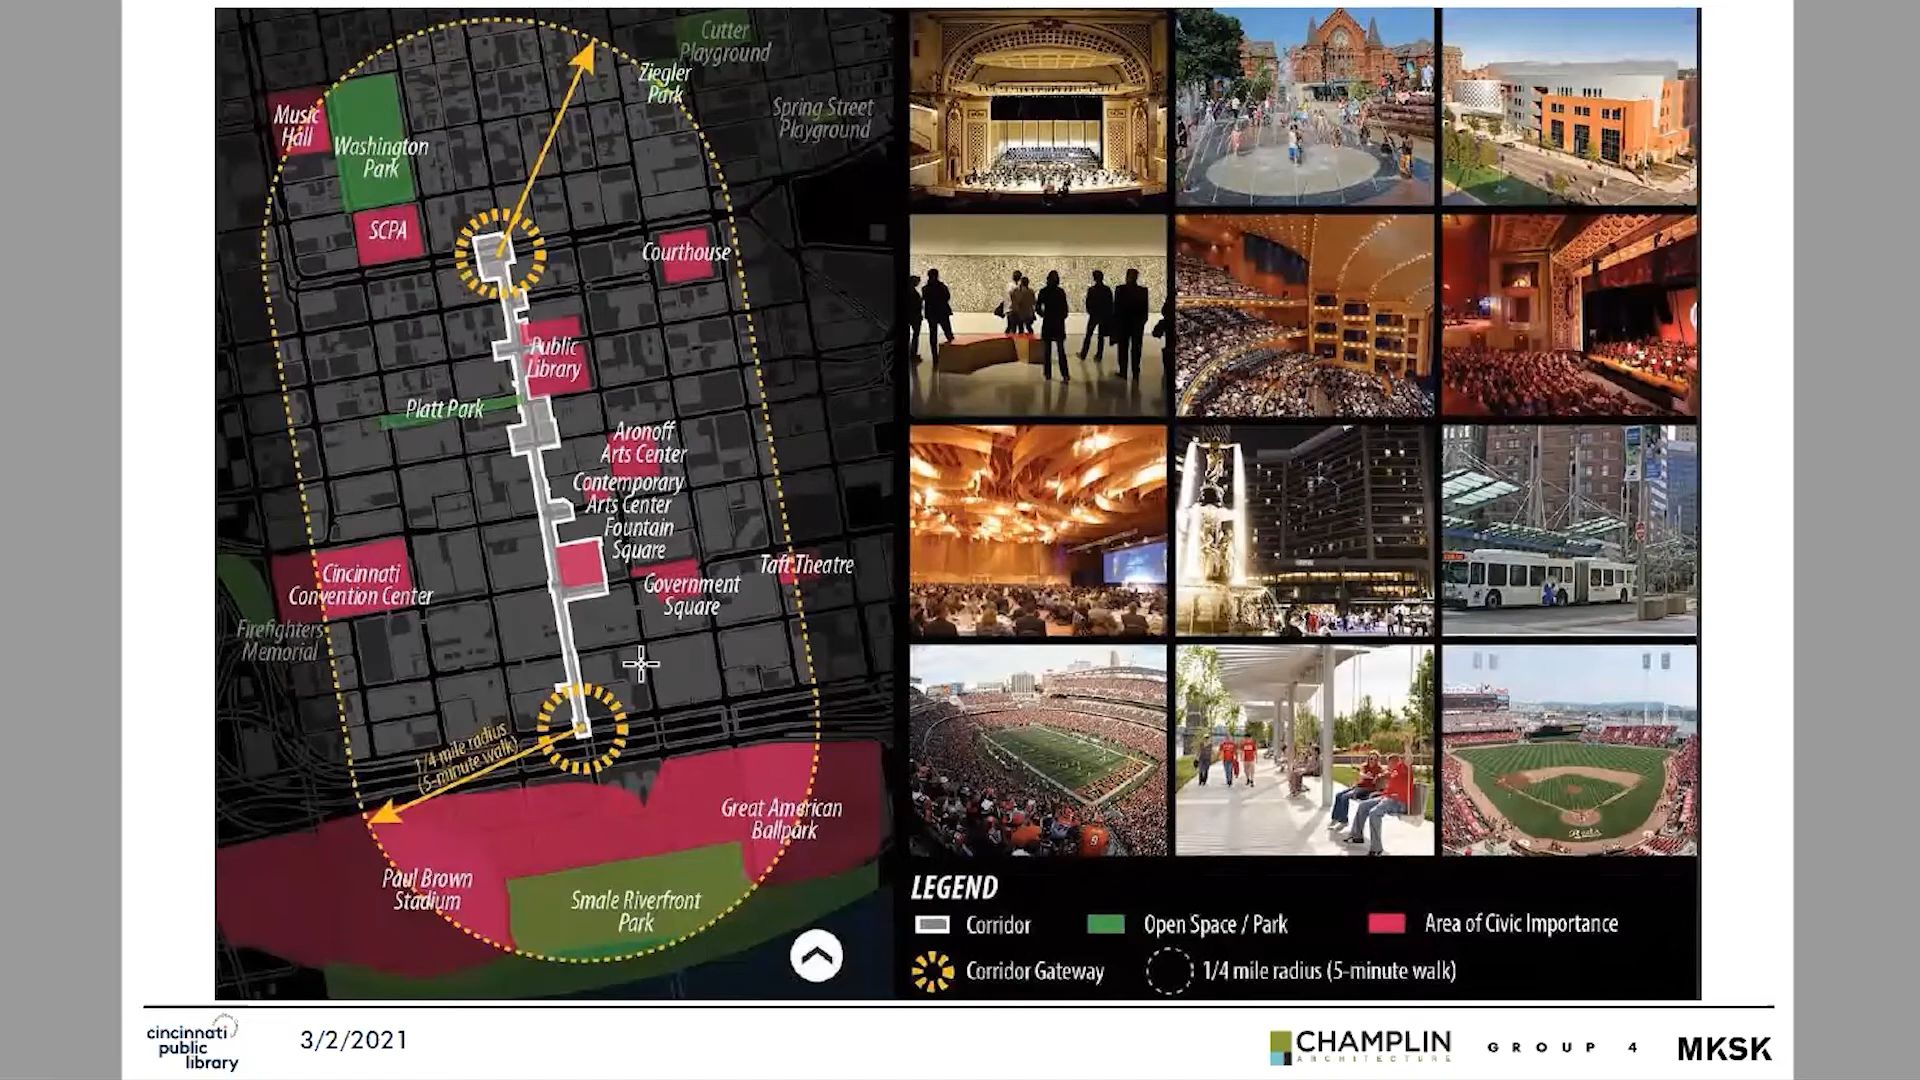 Cutter
Playground
Ziegler
Park
Spring Street
Playground
Music
Hall
Washington
Park
SCPA
Courthouse
Public
Library
Platt Park
Aronoff
Arts Center
Contemporary
Arts Center
Fountain
Square
Taft Theatre
Cincinnati
Convention Center
Government
Square
Firefighters
Memorial
1/4 mile radius
(5-minute walk)
Great American
Ballpark
Paul Brown
Stadium
Smale Riverfront
Park
Reds
LEGEND
Corridor
Open Space / Park
Area of Civic Importance
Corridor Gateway
1/4 mile radius (5-minute walk)
cincinnati
public
library
3/2/2021
CHAMPLIN
ARCHITECTURE
GROUP 4
MKSK